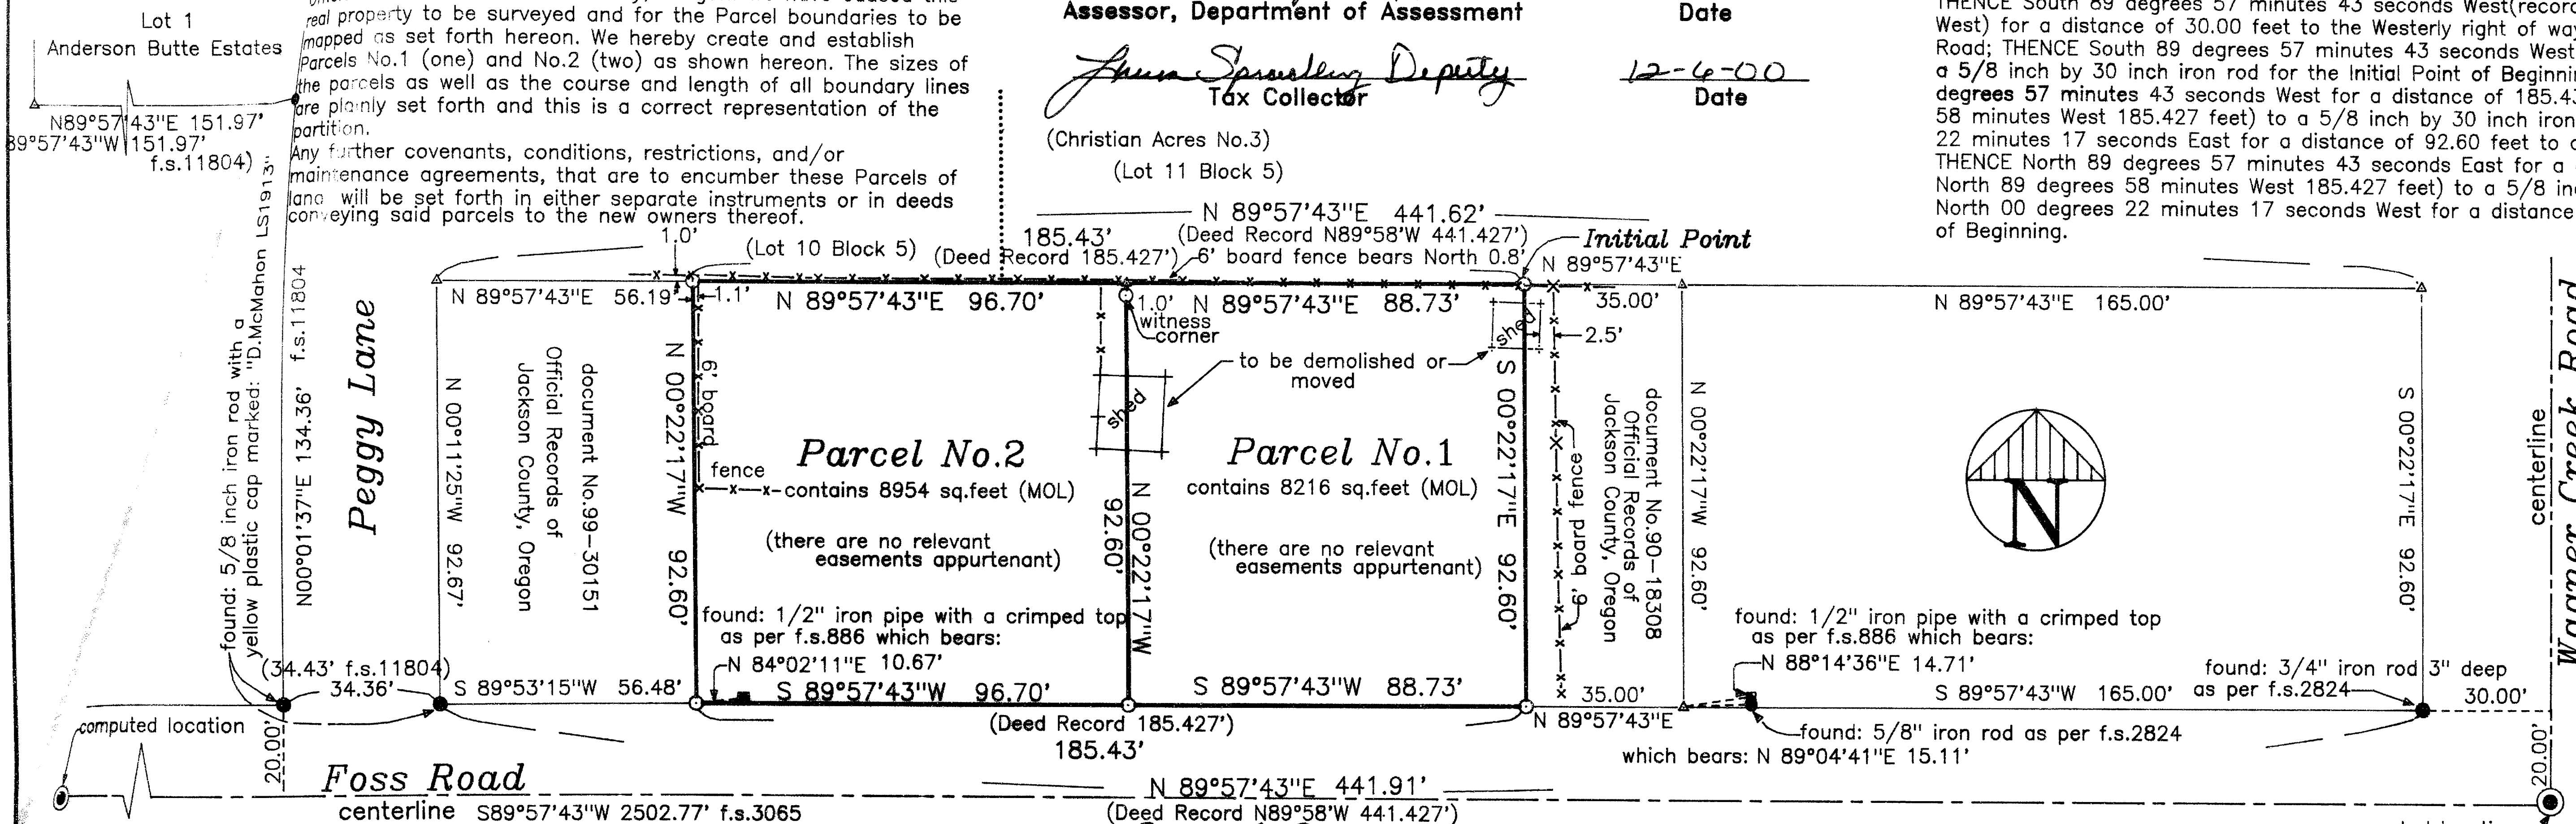 Lot 1
Anderson Butte Estates
N89°57'43"E 151.97'
89°57'43"W 151.97'
f.s.11804)
real property to be surveyed and for the Parcel boundaries to be
mapped as set forth hereon. We hereby create and establish
Parcels No.1 (one) and No.2 (two) as shown hereon. The sizes of
the parcels as well as the course and length of all boundary lines
are plainly set forth and this is a correct representation of the
partition.
Any further covenants, conditions, restrictions, and/or
maintenance agreements, that are to encumber these Parcels of
land will be set forth in either separate instruments or in deeds
conveying said parcels to the new owners thereof.
Assessor, Department of Assessment
Date
Deputy
12-6-00
Tax Collector
Date
(Christian Acres No.3)
(Lot 11 Block 5)
THENCE South 89 degrees 57 minutes 43 seconds West(record
West) for a distance of 30.00 feet to the Westerly right of way
Road; THENCE South 89 degrees 57 minutes 43 seconds West
a 5/8 inch by 30 inch iron rod for the Initial Point of Beginnin
degrees 57 minutes 43 seconds West for a distance of 185.43
58 minutes West 185.427 feet) to a 5/8 inch by 30 inch iron
22 minutes 17 seconds East for a distance of 92.60 feet to a
THENCE North 89 degrees 57 minutes 43 seconds East for a
North 89 degrees 58 minutes West 185.427 feet) to a 5/8 in
North 00 degrees 22 minutes 17 seconds West for a distance
of Beginning.
N 89°57'43"E 441.62'
(Deed Record N89°58'W 441.427')
185.43'
(Deed Record 185.427')
1.0'
(Lot 10 Block 5)
6' board fence bears North 0.8'
Initial Point
N 89°57'43"E
35.00'
N 89°57'43"E 56.19'
1.1'
N 89°57'43"E 96.70'
1.0'
witness
corner
N 89°57'43"E 88.73'
shed
2.5'
N 89°57'43"E 165.00'
found: 5/8 inch iron rod with a
yellow plastic cap marked: "D.McMahon LS1913"
N00°01'37"E 134.36' f.s.11804
Peggy Lane
N 00°11'25"W 92.67'
document No.99-30151
Official Records of
Jackson County, Oregon
N 00°22'17"W 92.60'
6' board
fence
Parcel No.2
contains 8954 sq.feet (MOL)
(there are no relevant
easements appurtenant)
shed
to be demolished or
moved
92.60'
N 00°22'17"W
Parcel No.1
contains 8216 sq.feet (MOL)
(there are no relevant
easements appurtenant)
S 00°22'17"E 92.60'
6' board fence
document No.90-18308
Official Records of
Jackson County, Oregon
N 00°22'17"W 92.60'
N
S 00°22'17"E 92.60'
centerline
Wagner Creek Road
found: 1/2" iron pipe with a crimped top
as per f.s.886 which bears:
N 84°02'11"E 10.67'
found: 1/2" iron pipe with a crimped top
as per f.s.886 which bears:
N 88°14'36"E 14.71'
found: 3/4" iron rod 3" deep
as per f.s.2824
(34.43' f.s.11804)
34.36'
S 89°53'15"W 56.48'
S 89°57'43"W 96.70'
S 89°57'43"W 88.73'
35.00'
N 89°57'43"E
S 89°57'43"W 165.00'
30.00'
computed location
20.00'
(Deed Record 185.427')
185.43'
found: 5/8" iron rod as per f.s.2824
which bears: N 89°04'41"E 15.11'
20.00'
Foss Road
centerline S89°57'43"W 2502.77' f.s.3065
N 89°57'43"E 441.91'
(Deed Record N89°58'W 441.427')